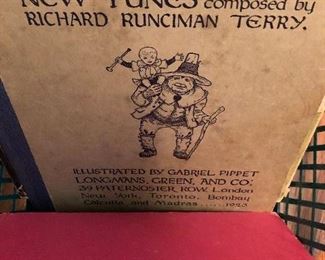 NEW TUNES composed by
RICHARD RUNCIMAN TERRY.
ILLUSTRATED BY GABRIEL PIPPET
LONGMANS, GREEN, AND CO:
39 PATERNOSTER ROW. London
New York, Toronto, Bombay
Calcutta and Madras .... 1925